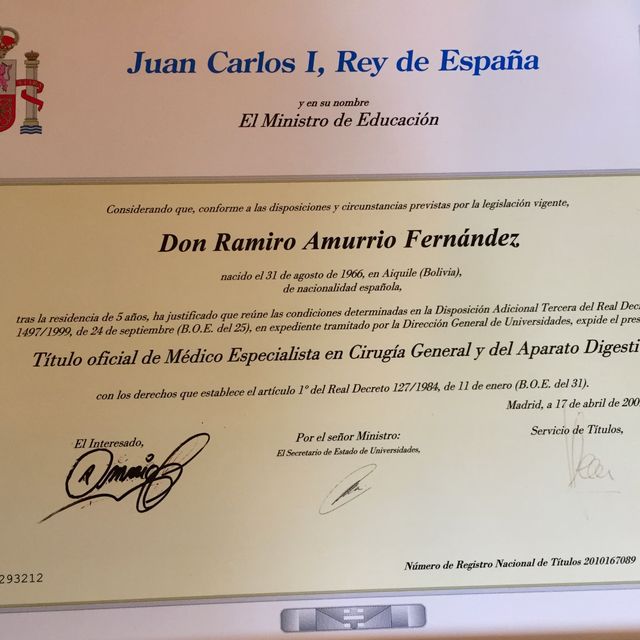 Juan Carlos I, Rey de España
y en su nombre
El Ministro de Educación
Considerando que, conforme a las disposiciones y circunstancias previstas por la legislación vigente,
Don Ramiro Amurrio Fernández
nacido el 31 de agosto de 1966, en Aiquile (Bolivia),
de nacionalidad española,
tras la residencia de 5 años, ha justificado que reúne las condiciones determinadas en la Disposición Adicional Tercera del Real Decr
1497/1999, de 24 de septiembre (B.O.E. del 25), en expediente tramitado por la Dirección General de Universidades, expide el pres
Título oficial de Médico Especialista en Cirugía General y del Aparato Digesti
con los derechos que establece el artículo 1º del Real Decreto 127/1984, de 11 de enero (B.O.E. del 31).
Madrid, a 17 de abril de 200
El Interesado,
Por el señor Ministro:
El Secretario de Estado de Universidades,
Servicio de Títulos,
Número de Registro Nacional de Títulos 2010167089
293212